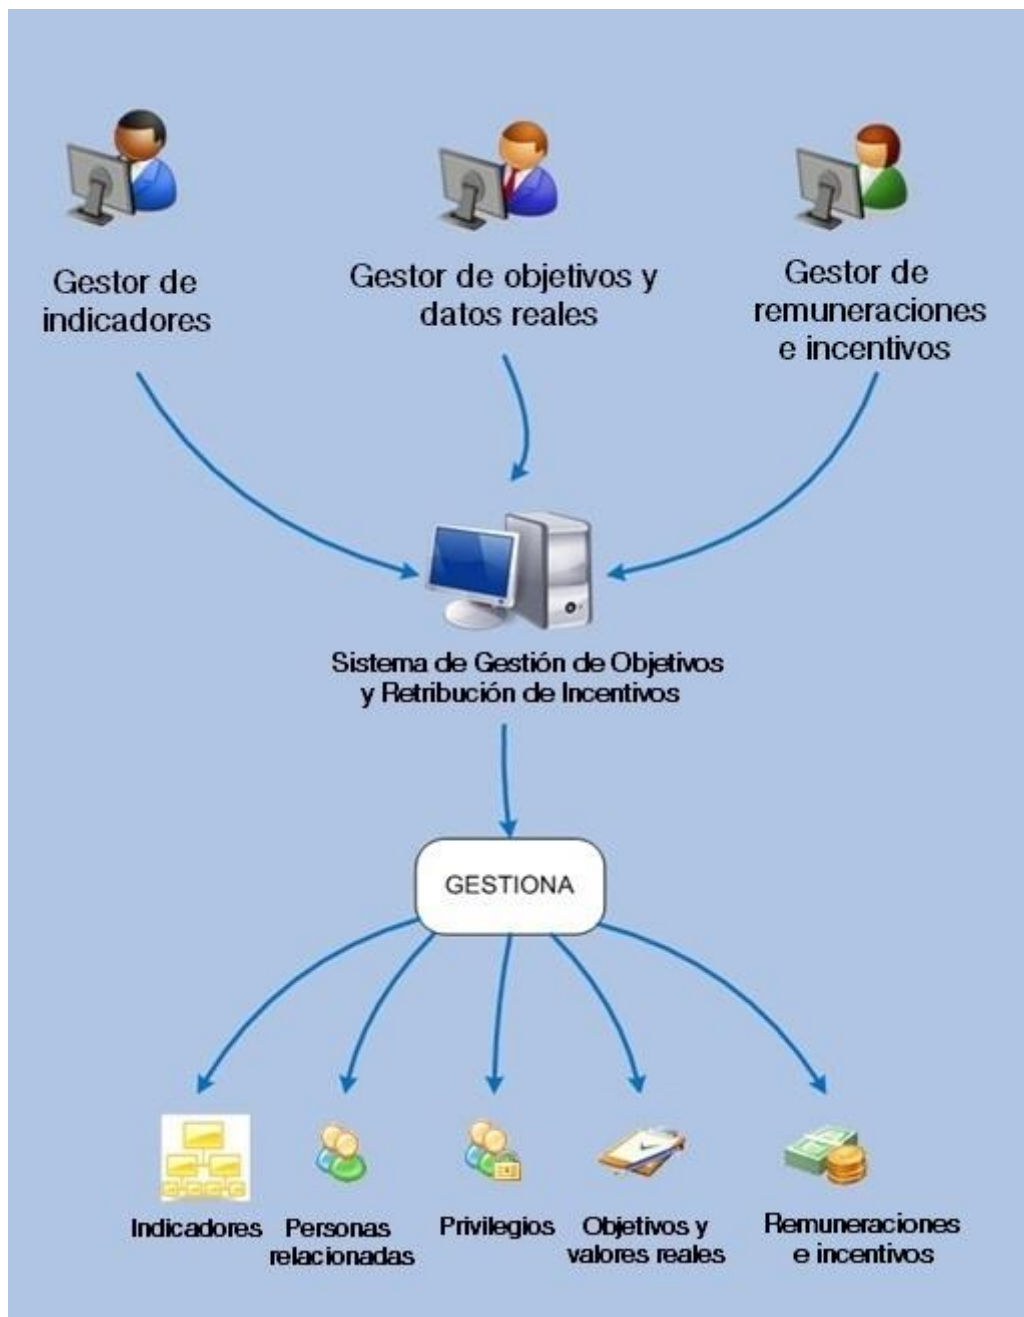 Gestor de
indicadores
Gestor de objetivos y
datos reales
Gestor de
remuneraciones
e incentivos
Sistema de Gestión de Objetivos
y Retribución de Incentivos
GESTIONA
Indicadores
Personas
relacionadas
Privilegios
Objetivos y
valores reales
Remuneraciones
e incentivos